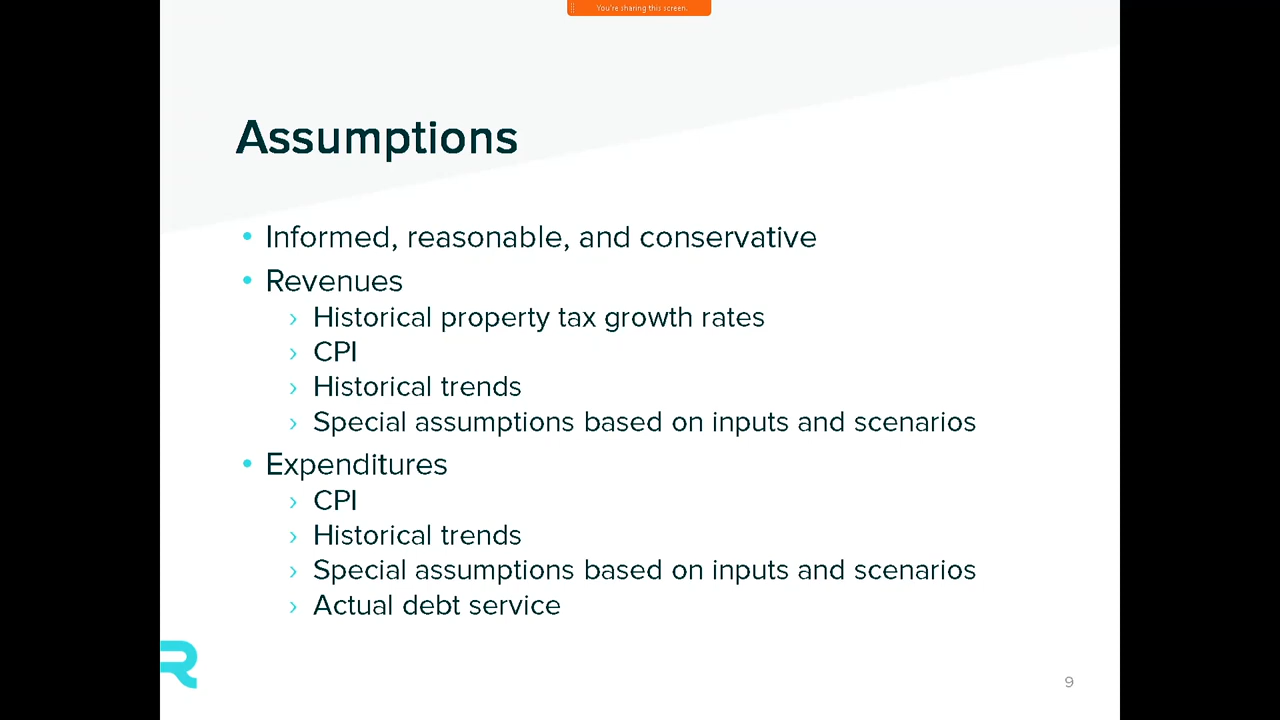 You're sharing this screen.
Assumptions
• Informed, reasonable, and conservative
• Revenues
› Historical property tax growth rates
› CPI
› Historical trends
› Special assumptions based on inputs and scenarios
• Expenditures
› CPI
› Historical trends
› Special assumptions based on inputs and scenarios
› Actual debt service
R
9